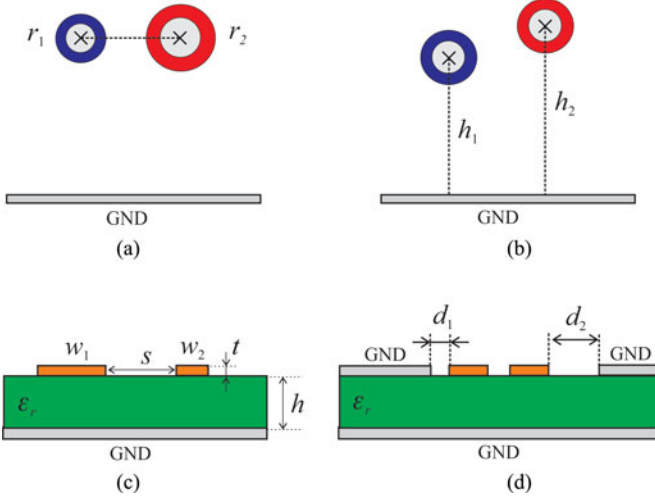 r₁ r₂
GND
(a)
h₁ h₂
GND
(b)
w₁ s w₂ t
εᵣ h
GND
(c)
d₁ d₂
GND GND
εᵣ
GND
(d)